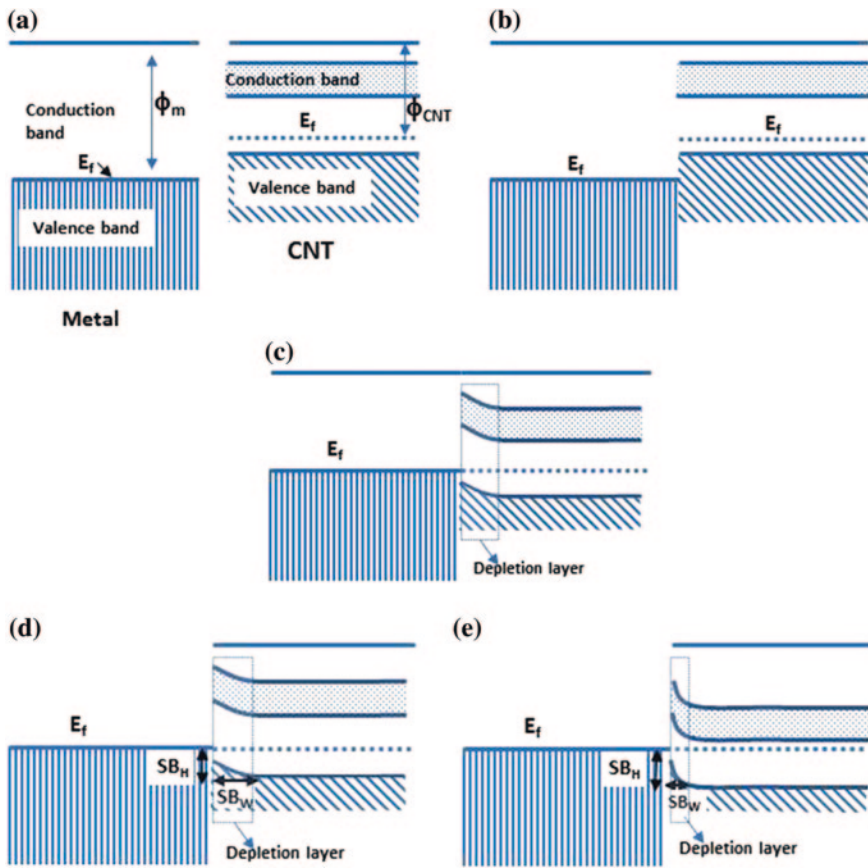 (a)
Conduction
band
ϕm
Ef
Valence band
Metal
Conduction band
ϕCNT
Ef
Valence band
CNT
(b)
Ef
Ef
(c)
Ef
Depletion layer
(d)
Ef
SBH
SBW
Depletion layer
(e)
Ef
SBH
SBW
Depletion layer